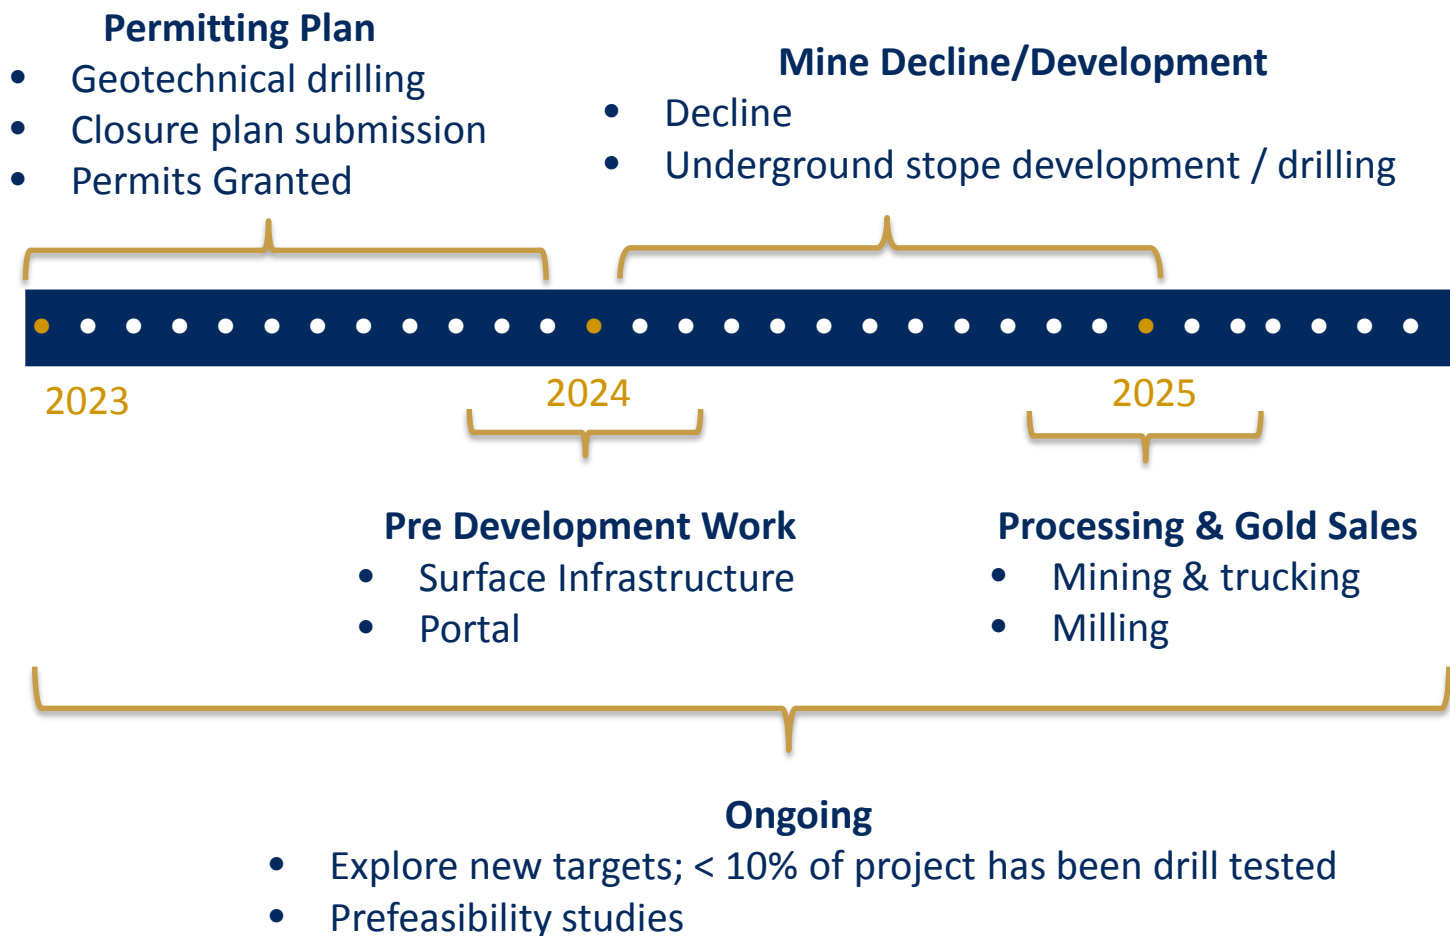 Permitting Plan
• Geotechnical drilling
• Closure plan submission
• Permits Granted
Mine Decline/Development
• Decline
• Underground stope development / drilling
2023
2024
2025
Pre Development Work
• Surface Infrastructure
• Portal
Processing & Gold Sales
• Mining & trucking
• Milling
Ongoing
• Explore new targets; < 10% of project has been drill tested
• Prefeasibility studies